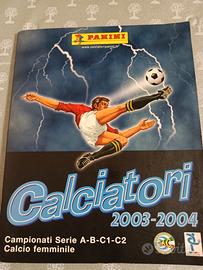 PANINI
Calciatori
2003-2004
Campionati Serie A-B-C1-C2
Calcio femminile